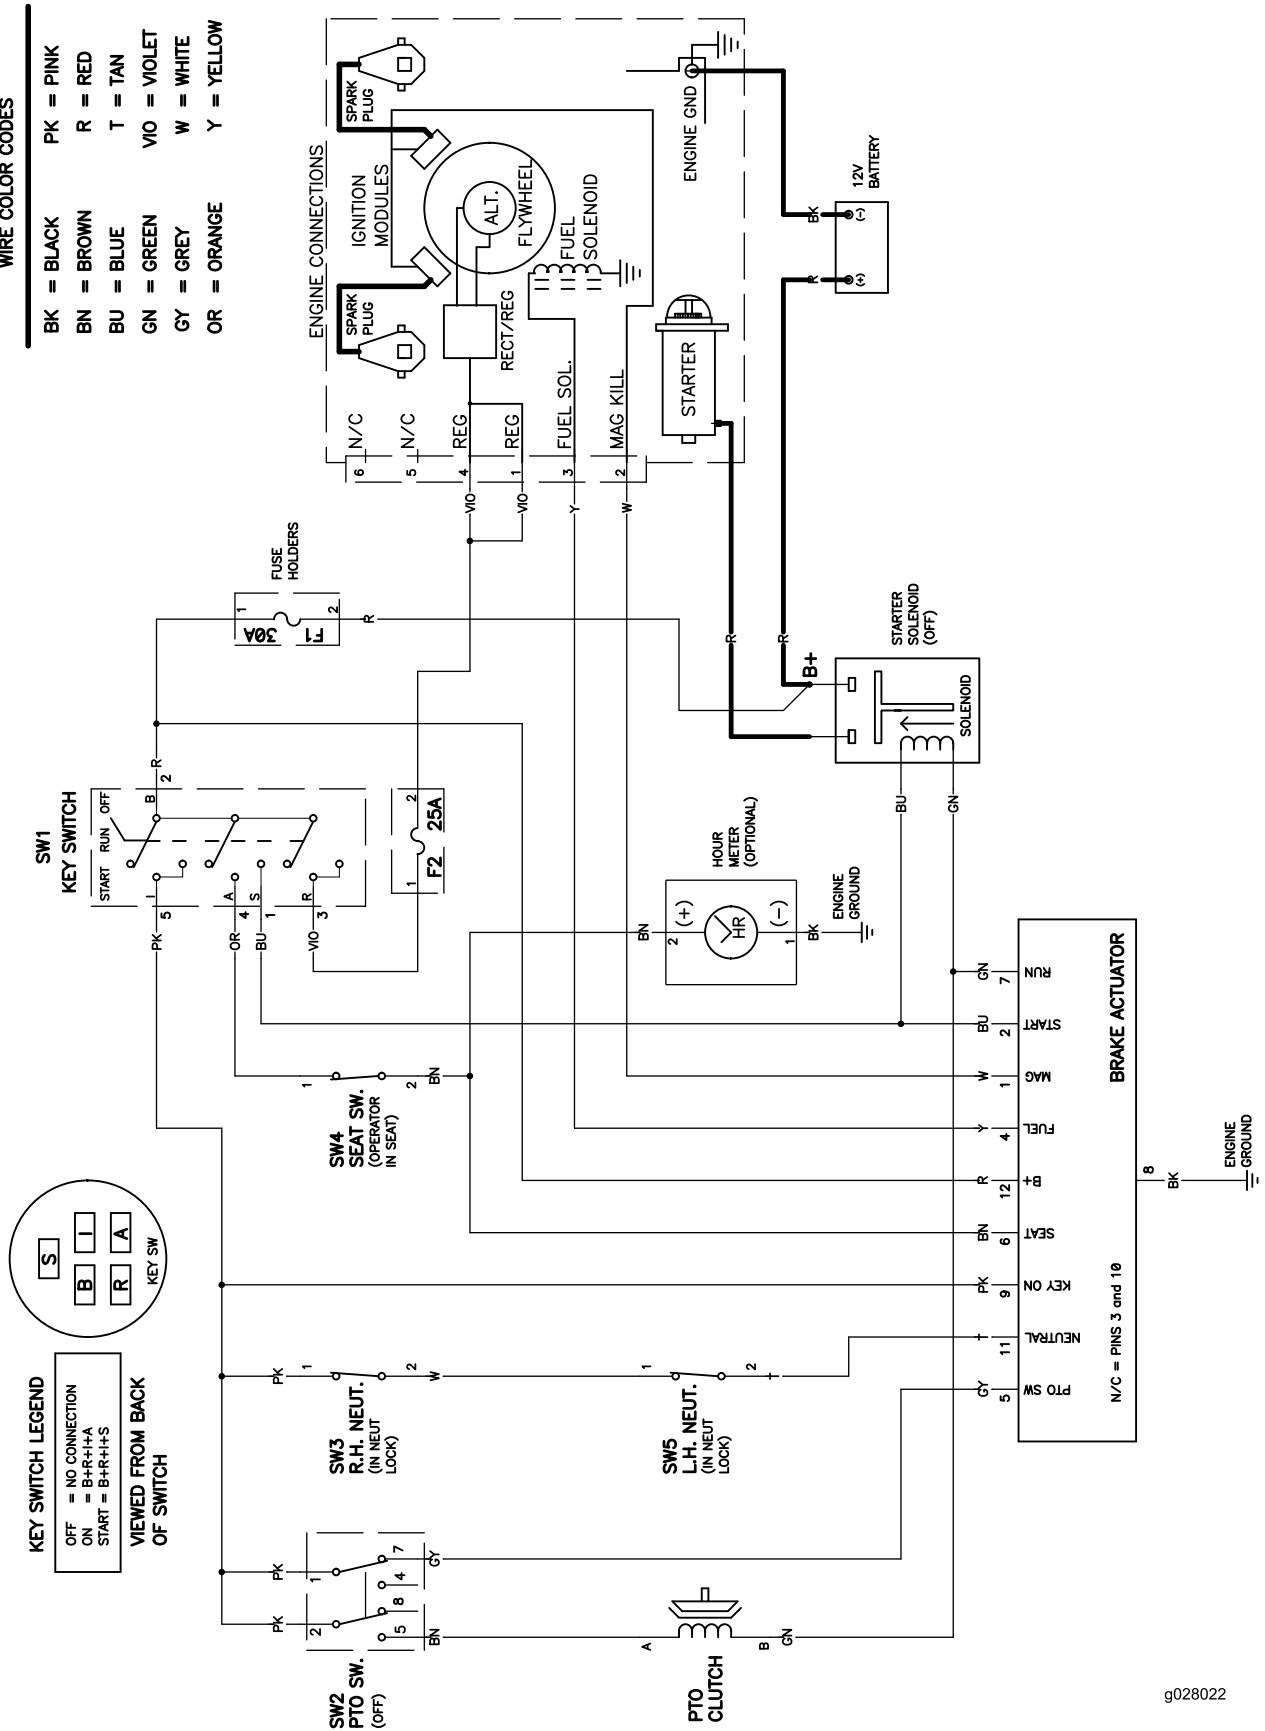 WIRE COLOR CODES
BK = BLACK PK = PINK
BN = BROWN R = RED
BU = BLUE T = TAN
GN = GREEN VIO = VIOLET
GY = GREY W = WHITE
OR = ORANGE Y = YELLOW
ENGINE CONNECTIONS
SPARK
PLUG
SPARK
PLUG
IGNITION
MODULES
ALT.
FLYWHEEL
RECT/REG
FUEL
SOLENOID
ENGINE GND
STARTER
6 N/C
5 N/C
4 REG
1 REG
3 FUEL SOL.
2 MAG KILL
VIO
VIO
Y
W
12V
BATTERY
BK
(-)
R
(+)
FUSE
HOLDERS
1
2
30A
F1
R
R
R
B+
STARTER
SOLENOID
(OFF)
SOLENOID
BU
GN
SW1
KEY SWITCH
START RUN OFF
B
R
2
I
A
S
R
5
4
1
3
PK
OR
BU
VIO
2
1
F2 25A
HOUR
METER
(OPTIONAL)
BN
2
(+)
HR
(-)
1
BK
ENGINE
GROUND
SW4
SEAT SW.
(OPERATOR
IN SEAT)
1
2
BN
S
B
I
R
A
KEY SW
KEY SWITCH LEGEND
OFF = NO CONNECTION
ON = B+R+I+A
START = B+R+I+S
VIEWED FROM BACK
OF SWITCH
SW3
R.H. NEUT.
(IN NEUT
LOCK)
PK
1
2
W
SW5
L.H. NEUT.
(IN NEUT
LOCK)
1
2
T
SW2
PTO SW.
(OFF)
PK
PK
1
2
7
4
8
5
GY
BN
PTO
CLUTCH
A
B
GN
BRAKE ACTUATOR
GN 7 RUN
BU 2 START
W 1 MAG
Y 4 FUEL
R 12 B+
BN 6 SEAT
PK 9 KEY ON
T 11 NEUTRAL
GY 5 PTO SW
N/C = PINS 3 and 10
8
BK
ENGINE
GROUND
g028022